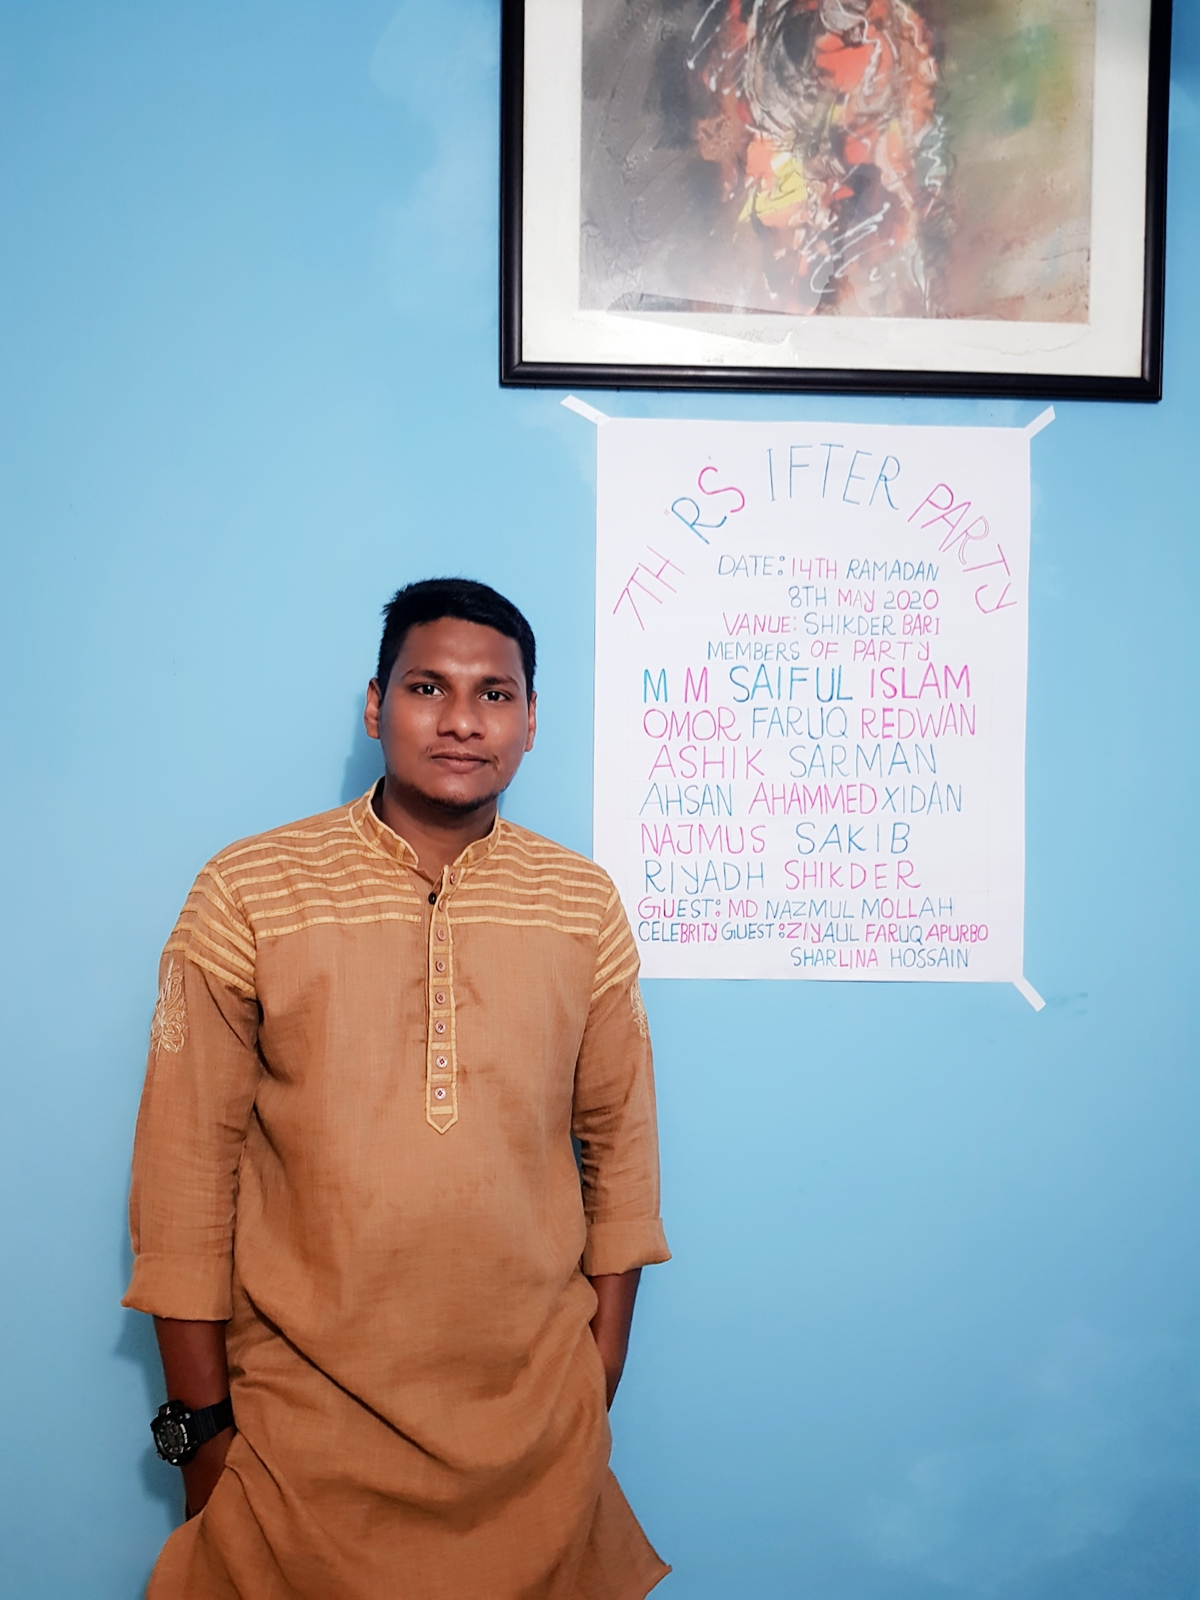 7TH RS IFTER PARTY
DATE: 14TH RAMADAN
8TH MAY 2020
VANUE: SHIKDER BARI
MEMBERS OF PARTY
M M SAIFUL ISLAM
OMOR FARUQ REDWAN
ASHIK SARMAN
AHSAN AHAMMED XIDAN
NAJMUS SAKIB
RIYADH SHIKDER
GUEST: MD NAZMUL MOLLAH
CELEBRITY GUEST: ZIYAUL FARUQ APURBO
SHARLINA HOSSAIN